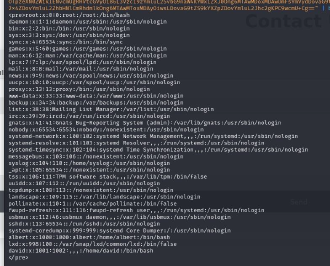 <pre>root:x:0:0:root:/root:/bin/bash
daemon:x:1:1:daemon:/usr/sbin:/usr/sbin/nologin
bin:x:2:2:bin:/bin:/usr/sbin/nologin
sys:x:3:3:sys:/dev:/usr/sbin/nologin
sync:x:4:65534:sync:/bin:/bin/sync
games:x:5:60:games:/usr/games:/usr/sbin/nologin
man:x:6:12:man:/var/cache/man:/usr/sbin/nologin
lp:x:7:7:lp:/var/spool/lpd:/usr/sbin/nologin
mail:x:8:8:mail:/var/mail:/usr/sbin/nologin
news:x:9:9:news:/var/spool/news:/usr/sbin/nologin
uucp:x:10:10:uucp:/var/spool/uucp:/usr/sbin/nologin
proxy:x:13:13:proxy:/bin:/usr/sbin/nologin
www-data:x:33:33:www-data:/var/www:/usr/sbin/nologin
backup:x:34:34:backup:/var/backups:/usr/sbin/nologin
list:x:38:38:Mailing List Manager:/var/list:/usr/sbin/nologin
irc:x:39:39:ircd:/var/run/ircd:/usr/sbin/nologin
gnats:x:41:41:Gnats Bug-Reporting System (admin):/var/lib/gnats:/usr/sbin/nologin
nobody:x:65534:65534:nobody:/nonexistent:/usr/sbin/nologin
systemd-network:x:100:102:systemd Network Management,,,:/run/systemd:/usr/sbin/nologin
systemd-resolve:x:101:103:systemd Resolver,,,:/run/systemd:/usr/sbin/nologin
systemd-timesync:x:102:104:systemd Time Synchronization,,,:/run/systemd:/usr/sbin/nologin
messagebus:x:103:106::/nonexistent:/usr/sbin/nologin
syslog:x:104:110::/home/syslog:/usr/sbin/nologin
_apt:x:105:65534::/nonexistent:/usr/sbin/nologin
tss:x:106:111:TPM software stack,,,:/var/lib/tpm:/bin/false
uuidd:x:107:112::/run/uuidd:/usr/sbin/nologin
tcpdump:x:108:113::/nonexistent:/usr/sbin/nologin
landscape:x:109:115::/var/lib/landscape:/usr/sbin/nologin
pollinate:x:110:1::/var/cache/pollinate:/bin/false
fwupd-refresh:x:111:116:fwupd-refresh user,,,:/run/systemd:/usr/sbin/nologin
usbmux:x:112:46:usbmux daemon,,,:/var/lib/usbmux:/usr/sbin/nologin
sshd:x:113:65534::/run/sshd:/usr/sbin/nologin
systemd-coredump:x:999:999:systemd Core Dumper:/:/usr/sbin/nologin
albert:x:1000:1000:albert:/home/albert:/bin/bash
lxd:x:998:100::/var/snap/lxd/common/lxd:/bin/false
david:x:1001:1002:,,,:/home/david:/bin/bash
</pre>